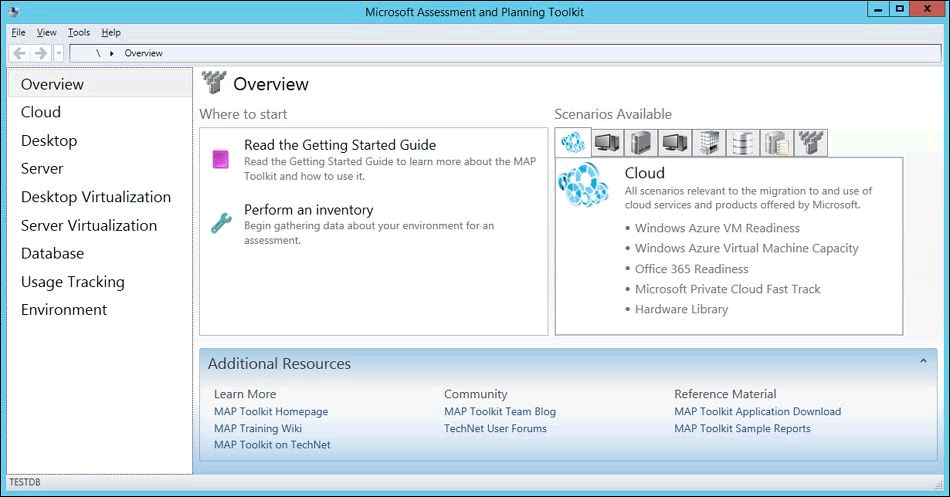 Microsoft Assessment and Planning Toolkit
File View Tools Help
\ ▸ Overview
Overview
Cloud
Desktop
Server
Desktop Virtualization
Server Virtualization
Database
Usage Tracking
Environment
Overview
Where to start
Read the Getting Started Guide
Read the Getting Started Guide to learn more about the MAP
Toolkit and how to use it.
Perform an inventory
Begin gathering data about your environment for an
assessment.
Scenarios Available
Cloud
All scenarios relevant to the migration to and use of
cloud services and products offered by Microsoft.
• Windows Azure VM Readiness
• Windows Azure Virtual Machine Capacity
• Office 365 Readiness
• Microsoft Private Cloud Fast Track
• Hardware Library
Additional Resources
Learn More
MAP Toolkit Homepage
MAP Training Wiki
MAP Toolkit on TechNet
Community
MAP Toolkit Team Blog
TechNet User Forums
Reference Material
MAP Toolkit Application Download
MAP Toolkit Sample Reports
TESTDB